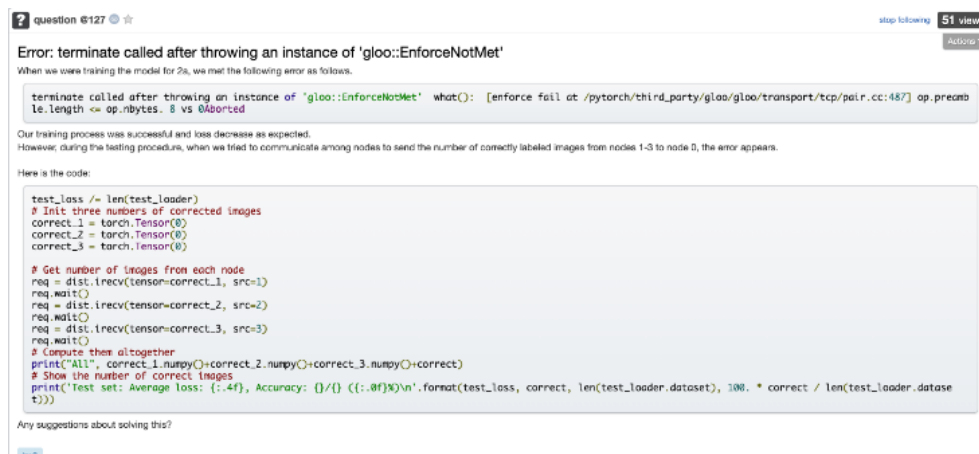 ? question @127
stop following 51 view
Actions
Error: terminate called after throwing an instance of 'gloo::EnforceNotMet'
When we were training the model for 2a, we met the following error as follows.
terminate called after throwing an instance of 'gloo::EnforceNotMet'  what():  [enforce fail at /pytorch/third_party/gloo/gloo/transport/tcp/pair.cc:487] op.preamb
le.length <= op.nbytes. 8 vs 0Aborted
Our training process was successful and loss decrease as expected.
However, during the testing procedure, when we tried to communicate among nodes to send the number of correctly labeled images from nodes 1-3 to node 0, the error appears.
Here is the code:
test_loss /= len(test_loader)
# Init three numbers of corrected images
correct_1 = torch.Tensor(0)
correct_2 = torch.Tensor(0)
correct_3 = torch.Tensor(0)
# Get number of images from each node
req = dist.irecv(tensor=correct_1, src=1)
req.wait()
req = dist.irecv(tensor=correct_2, src=2)
req.wait()
req = dist.irecv(tensor=correct_3, src=3)
req.wait()
# Compute them altogether
print("All", correct_1.numpy()+correct_2.numpy()+correct_3.numpy()+correct)
# Show the number of correct images
print('Test set: Average loss: {:.4f}, Accuracy: {}/{} ({:.0f}%)\n'.format(test_loss, correct, len(test_loader.dataset), 100. * correct / len(test_loader.datase
t)))
Any suggestions about solving this?